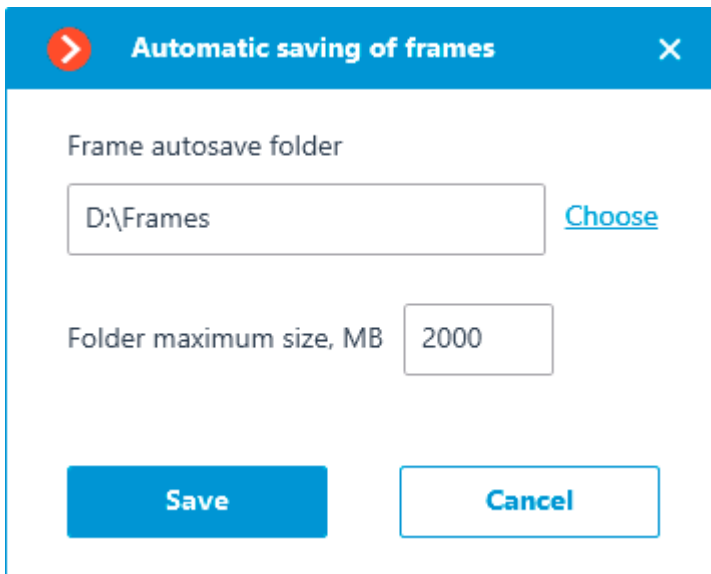 Automatic saving of frames
Frame autosave folder
D:\Frames
Choose
Folder maximum size, MB
2000
Save
Cancel